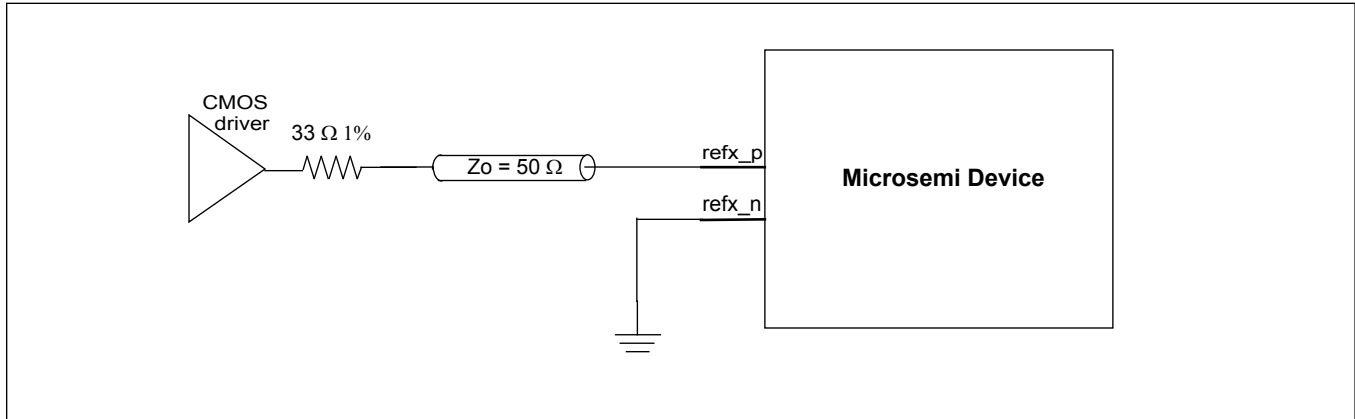 CMOS
driver
33 Ω 1%
Zo = 50 Ω
refx_p
refx_n
Microsemi Device